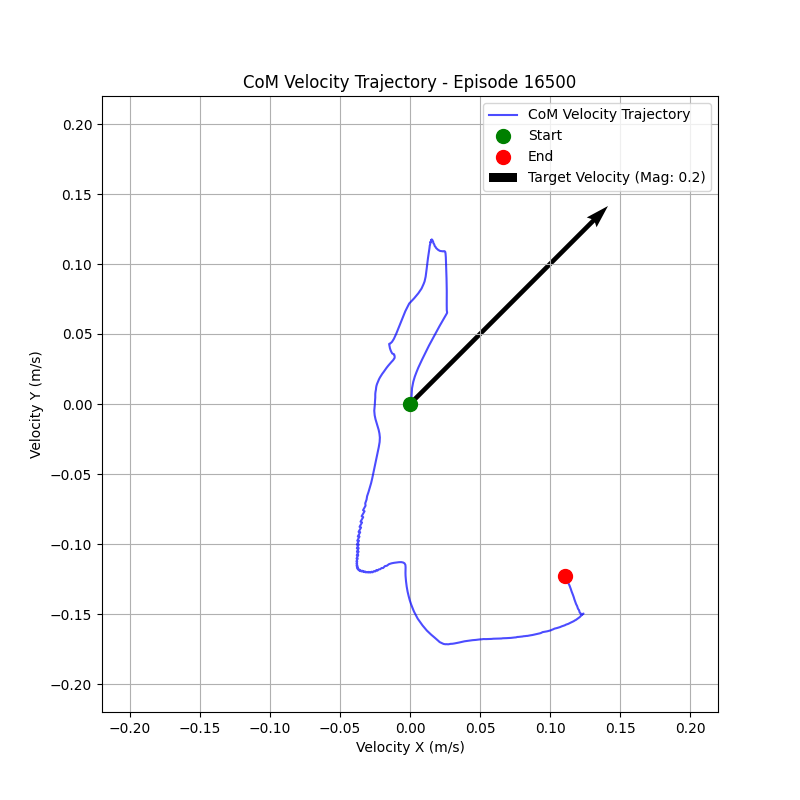 CoM Velocity Trajectory - Episode 16500
CoM Velocity Trajectory
Start
End
Target Velocity (Mag: 0.2)
Velocity Y (m/s)
0.20
0.15
0.10
0.05
0.00
−0.05
−0.10
−0.15
−0.20
−0.20 −0.15 −0.10 −0.05 0.00 0.05 0.10 0.15 0.20
Velocity X (m/s)